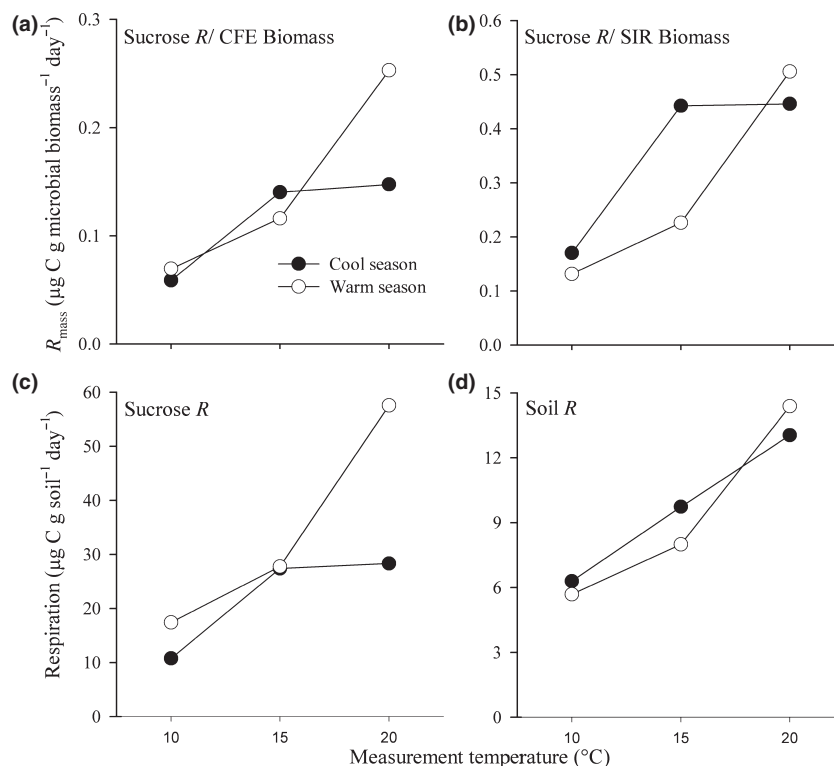 (a)
Sucrose R/ CFE Biomass
0.3
0.2
0.1
0.0
Cool season
Warm season
(b)
Sucrose R/ SIR Biomass
0.6
0.5
0.4
0.3
0.2
0.1
0.0
Rmass (µg C g microbial biomass⁻¹ day⁻¹)
(c)
Sucrose R
60
50
40
30
20
10
0
10
15
20
(d)
Soil R
15
12
9
6
3
0
10
15
20
Respiration (µg C g soil⁻¹ day⁻¹)
Measurement temperature (°C)